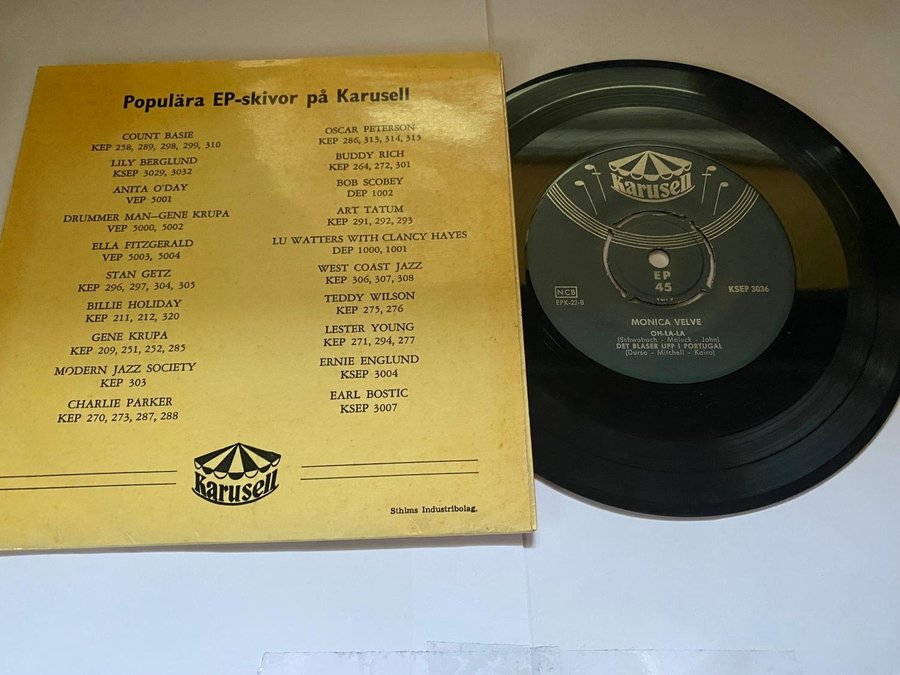 Populära EP-skivor på Karusell
COUNT BASIE
KEP 258, 289, 298, 299, 310
LILY BERGLUND
KSEP 3029, 3032
ANITA O'DAY
VEP 5001
DRUMMER MAN—GENE KRUPA
VEP 5000, 5002
ELLA FITZGERALD
VEP 5003, 5004
STAN GETZ
KEP 296, 297, 304, 305
BILLIE HOLIDAY
KEP 211, 212, 320
GENE KRUPA
KEP 209, 251, 252, 285
MODERN JAZZ SOCIETY
KEP 303
CHARLIE PARKER
KEP 270, 273, 287, 288
OSCAR PETERSON
KEP 286, 313, 314, 315
BUDDY RICH
KEP 264, 272, 301
BOB SCOBEY
DEP 1002
ART TATUM
KEP 291, 292, 293
LU WATTERS WITH CLANCY HAYES
DEP 1000, 1001
WEST COAST JAZZ
KEP 306, 307, 308
TEDDY WILSON
KEP 275, 276
LESTER YOUNG
KEP 271, 294, 277
ERNIE ENGLUND
KSEP 3004
EARL BOSTIC
KSEP 3007
Karusell
Sthlms Industribolag.
Karusell
EP
45
NCB
EPK-22-B
KSEP 3036
MONICA VELVE
OH-LA-LA
(Schwabach - Maluck - John)
DET BLÅSER UPP I PORTUGAL
(Durso - Mitchell - Kairo)